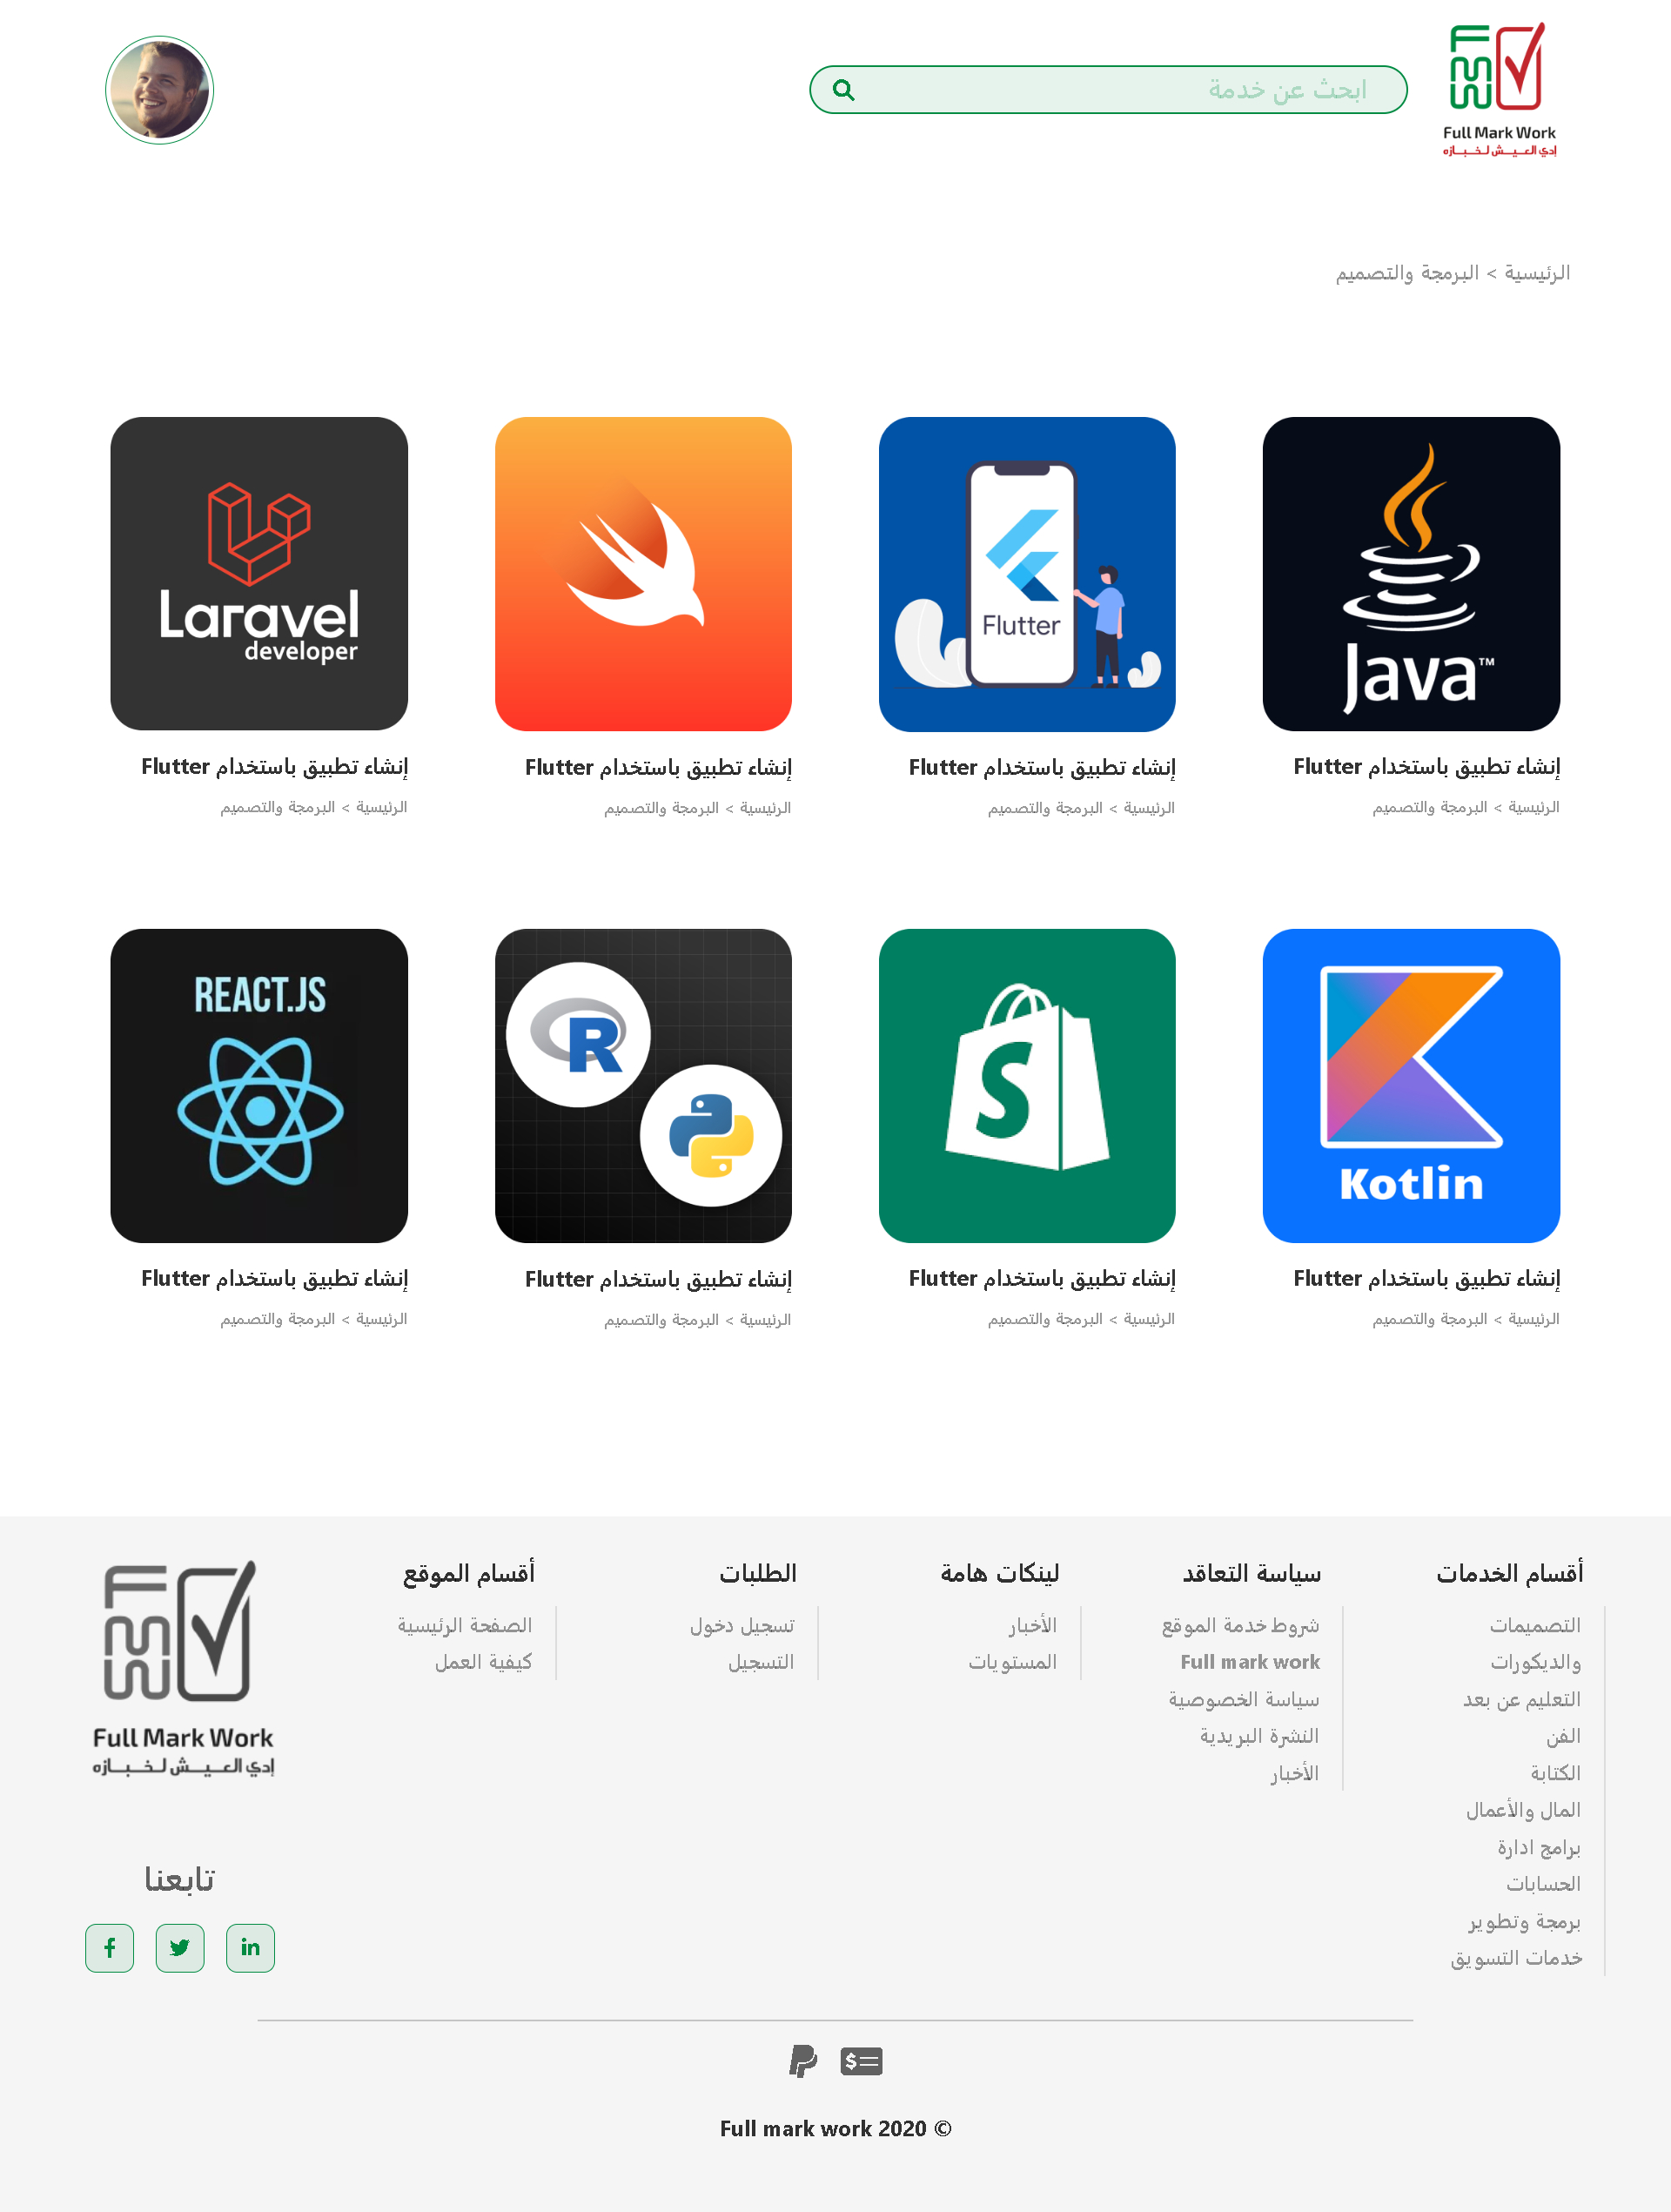 Full Mark Work
إدي العـيـش لـخـبـازه
ابحث عن خدمة
الرئيسية > البرمجة والتصميم
Java™
Flutter
Laravel
developer
إنشاء تطبيق باستخدام Flutter
إنشاء تطبيق باستخدام Flutter
إنشاء تطبيق باستخدام Flutter
إنشاء تطبيق باستخدام Flutter
الرئيسية > البرمجة والتصميم
الرئيسية > البرمجة والتصميم
الرئيسية > البرمجة والتصميم
الرئيسية > البرمجة والتصميم
Kotlin
S
R
REACT.JS
إنشاء تطبيق باستخدام Flutter
إنشاء تطبيق باستخدام Flutter
إنشاء تطبيق باستخدام Flutter
إنشاء تطبيق باستخدام Flutter
الرئيسية > البرمجة والتصميم
الرئيسية > البرمجة والتصميم
الرئيسية > البرمجة والتصميم
الرئيسية > البرمجة والتصميم
أقسام الخدمات
التصميمات
والديكورات
التعليم عن بعد
الفن
الكتابة
المال والأعمال
برامج ادارة
الحسابات
برمجة وتطوير
خدمات التسويق
سياسة التعاقد
شروط خدمة الموقع
Full mark work
سياسة الخصوصية
النشرة البريدية
الأخبار
لينكات هامة
الأخبار
المستويات
الطلبات
تسجيل دخول
التسجيل
أقسام الموقع
الصفحة الرئيسية
كيفية العمل
Full Mark Work
إدي العـيـش لـخـبـازه
تابعنا
Full mark work 2020 ©